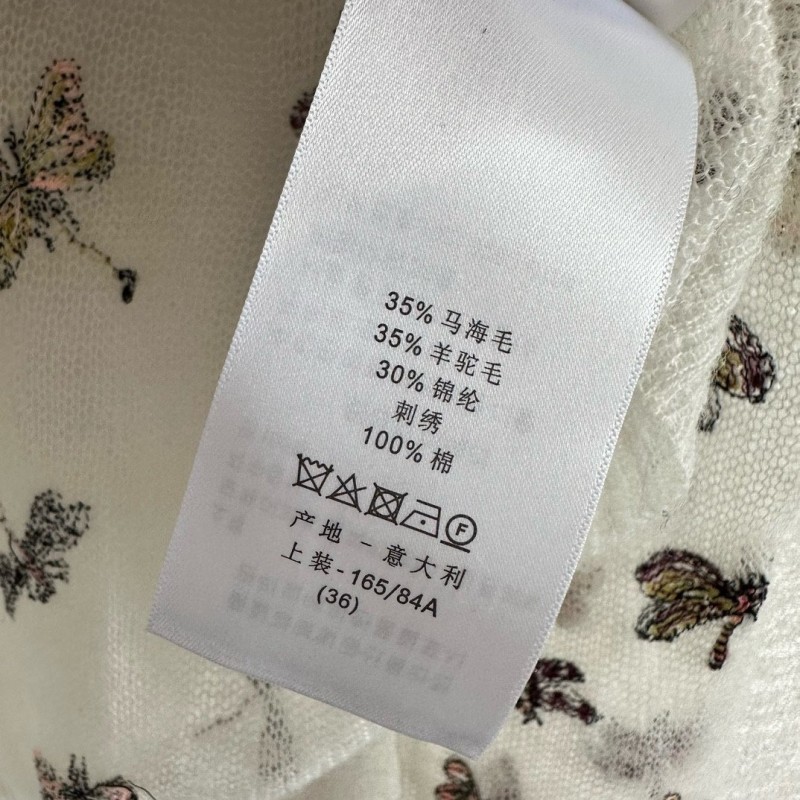 35% 马海毛
35% 羊驼毛
30% 锦纶
刺绣
100% 棉
F
产地 - 意大利
上装 - 165/84A
(36)